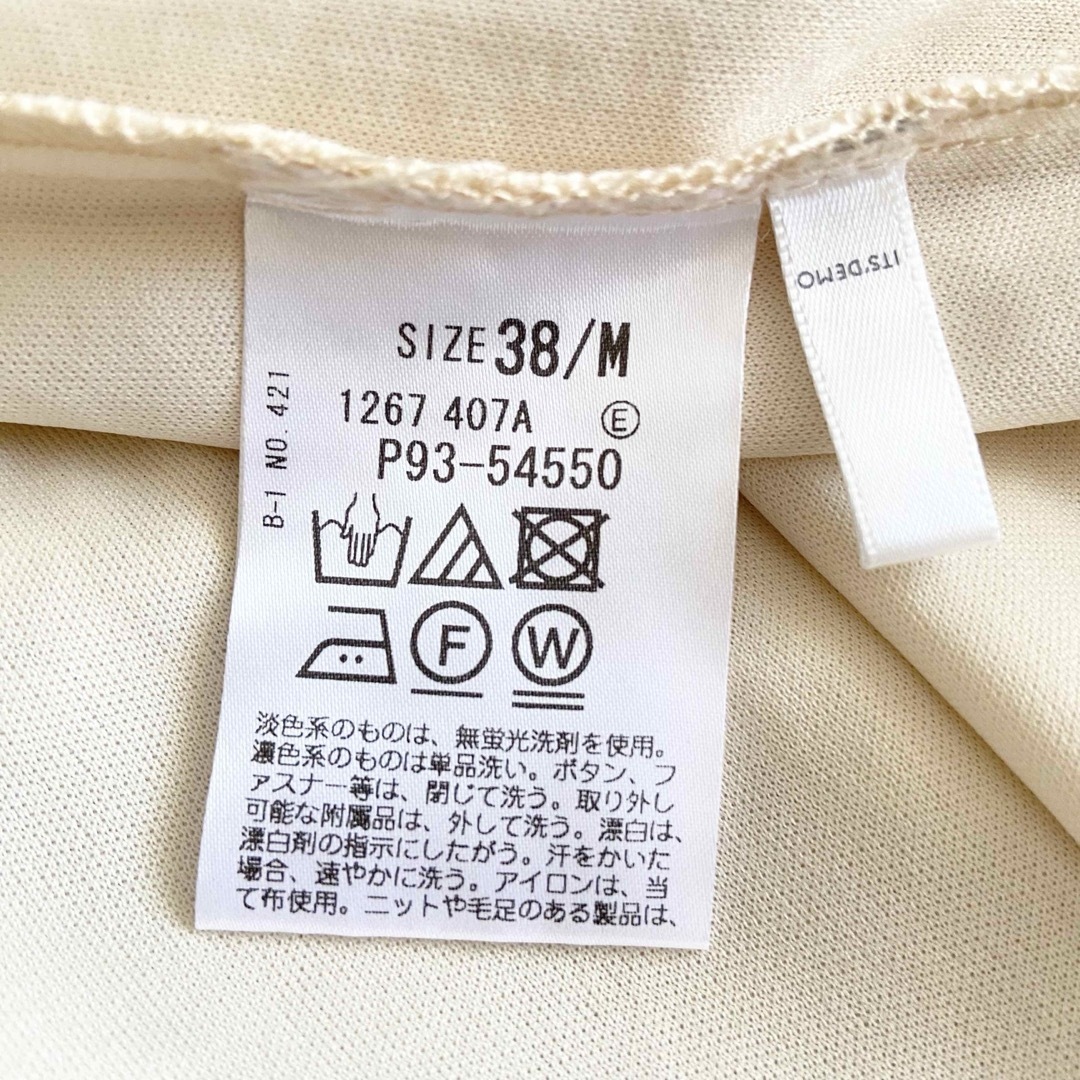 SIZE 38/M
1267 407A Ⓔ
P93-54550
B-1 NO.421
F
W
淡色系のものは、無蛍光洗剤を使用。
濃色系のものは単品洗い。ボタン、フ
ァスナー等は、閉じて洗う。取り外し
可能な附属品は、外して洗う。漂白は、
漂白剤の指示にしたがう。汗をかいた
場合、速やかに洗う。アイロンは、当
て布使用。ニットや毛足のある製品は、
ITS'DEMO